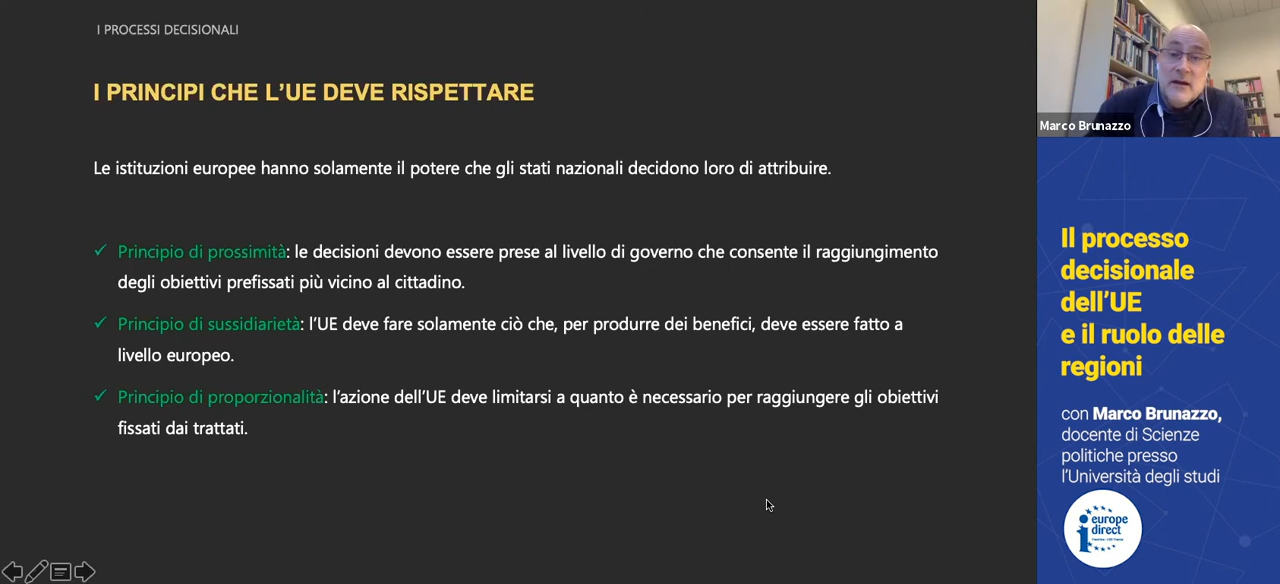 I PROCESSI DECISIONALI
I PRINCIPI CHE L'UE DEVE RISPETTARE
Le istituzioni europee hanno solamente il potere che gli stati nazionali decidono loro di attribuire.
✓ Principio di prossimità: le decisioni devono essere prese al livello di governo che consente il raggiungimento
degli obiettivi prefissati più vicino al cittadino.
✓ Principio di sussidiarietà: l'UE deve fare solamente ciò che, per produrre dei benefici, deve essere fatto a
livello europeo.
✓ Principio di proporzionalità: l'azione dell'UE deve limitarsi a quanto è necessario per raggiungere gli obiettivi
fissati dai trattati.
Marco Brunazzo
Il processo
decisionale
dell'UE
e il ruolo delle
regioni
con Marco Brunazzo,
docente di Scienze
politiche presso
l'Università degli studi
europe
direct